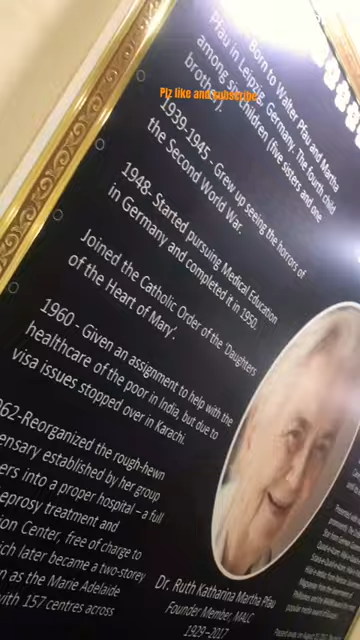 Born to Walter Pfau and Martha
Pfau in Leipzig, Germany. The fourth child
among six children (five sisters and one
brother).
Plz like and subscribe
1939-1945 - Grew up seeing the horrors of
the Second World War.
1948- Started pursuing Medical Education
in Germany and completed it in 1950.
Joined the Catholic Order of the 'Daughters
of the Heart of Mary'.
1960 - Given an assignment to help with the
healthcare of the poor in India, but due to
visa issues stopped over in Karachi.
962-Reorganized the rough-hewn
ensary established by her group
ers into a proper hospital – a full
eprosy treatment and
ion Center, free of charge to
ich later became a two-storey
n as the Marie Adelaide
with 157 centres across
Dr. Ruth Katharina Martha Pfau
Founder Member, MALC